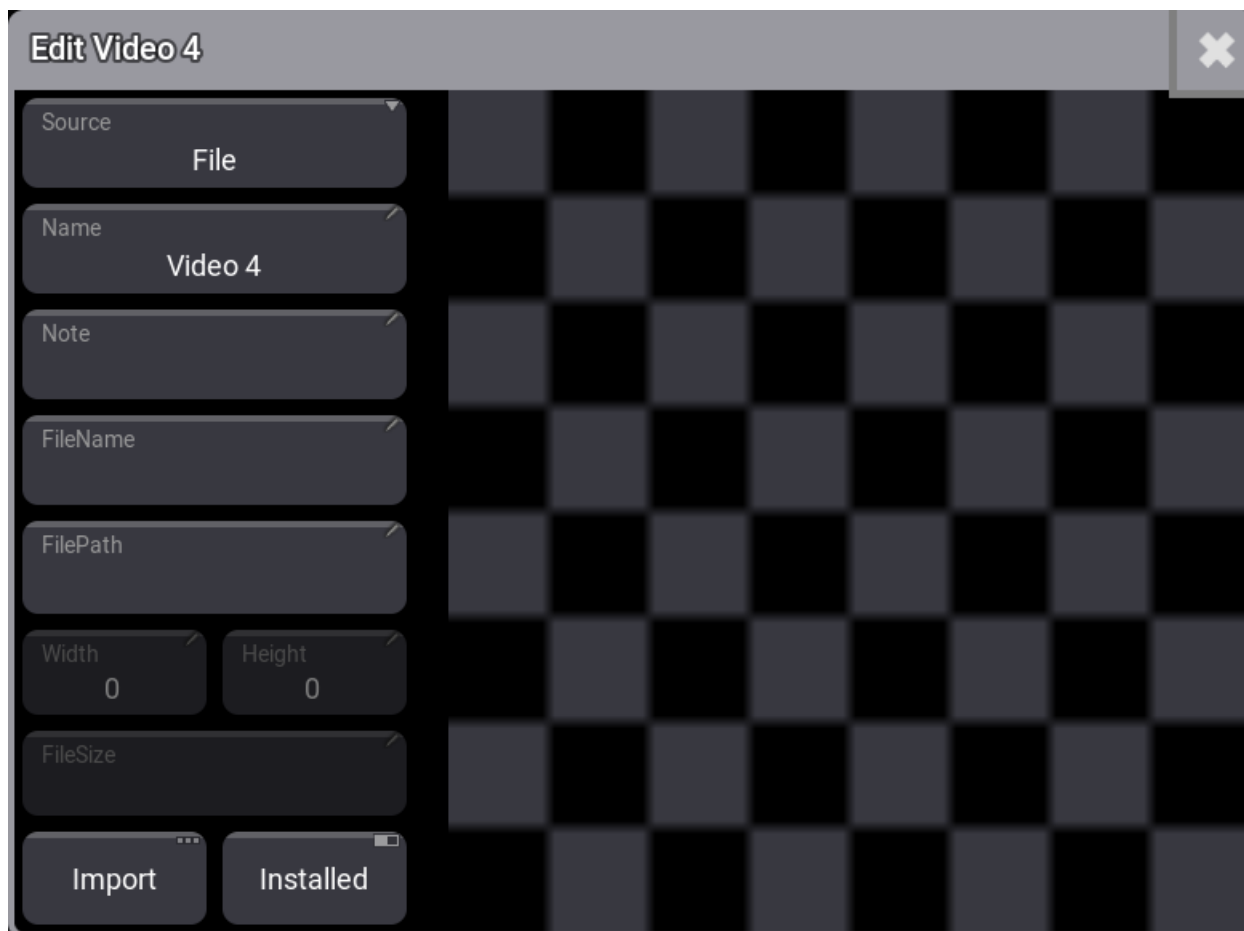 Edit Video 4
Source
File
Name
Video 4
Note
FileName
FilePath
Width
0
Height
0
FileSize
Import
Installed